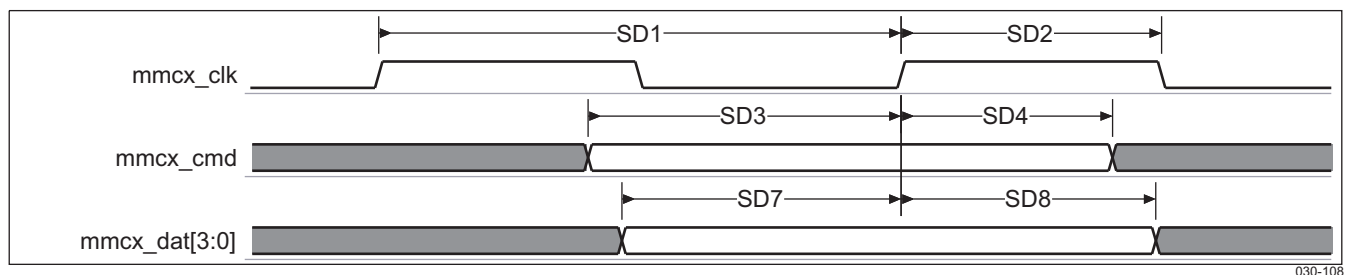 SD1
SD2
mmcx_clk
SD3
SD4
mmcx_cmd
SD7
SD8
mmcx_dat[3:0]
030-108